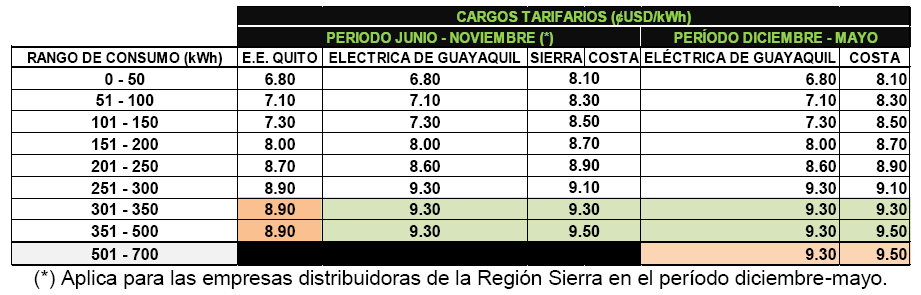 CARGOS TARIFARIOS (¢USD/kWh)
PERIODO JUNIO - NOVIEMBRE (*) PERÍODO DICIEMBRE - MAYO
RANGO DE CONSUMO (kWh) E.E. QUITO ELECTRICA DE GUAYAQUIL SIERRA COSTA ELÉCTRICA DE GUAYAQUIL COSTA
0 - 50 6.80 6.80 8.10 6.80 8.10
51 - 100 7.10 7.10 8.30 7.10 8.30
101 - 150 7.30 7.30 8.50 7.30 8.50
151 - 200 8.00 8.00 8.70 8.00 8.70
201 - 250 8.70 8.60 8.90 8.60 8.90
251 - 300 8.90 9.30 9.10 9.30 9.10
301 - 350 8.90 9.30 9.30 9.30 9.30
351 - 500 8.90 9.30 9.50 9.30 9.50
501 - 700 9.30 9.50
(*) Aplica para las empresas distribuidoras de la Región Sierra en el período diciembre-mayo.